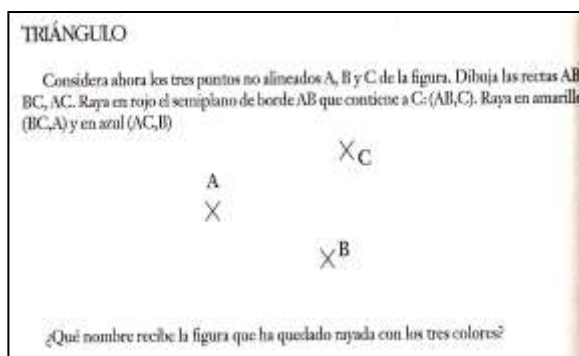 TRIÁNGULO
Considera ahora los tres puntos no alineados A, B y C de la figura. Dibuja las rectas AB
BC, AC. Raya en rojo el semiplano de borde AB que contiene a C: (AB,C). Raya en amarillo
(BC,A) y en azul (AC,B)
C
A
B
¿Qué nombre recibe la figura que ha quedado rayada con los tres colores?